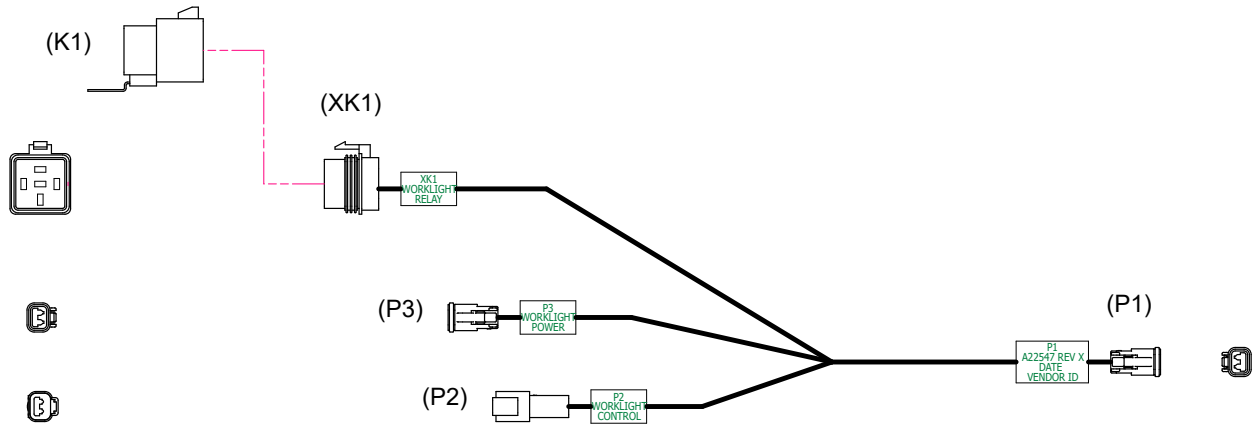 (K1)
(XK1)
XK1
WORKLIGHT
RELAY
(P3)
P3
WORKLIGHT
POWER
(P1)
P1
A22547 REV X
DATE
VENDOR ID
(P2)
P2
WORKLIGHT
CONTROL